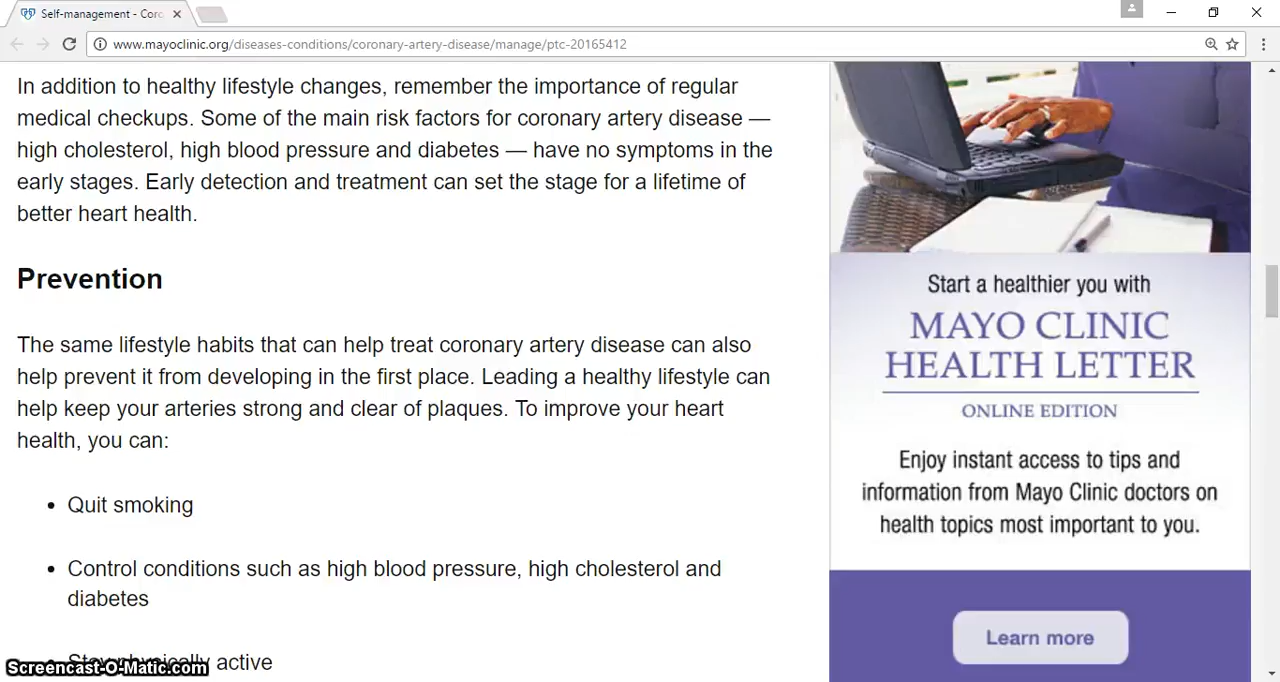 Self-management - Coro
www.mayoclinic.org/diseases-conditions/coronary-artery-disease/manage/ptc-20165412
In addition to healthy lifestyle changes, remember the importance of regular
medical checkups. Some of the main risk factors for coronary artery disease —
high cholesterol, high blood pressure and diabetes — have no symptoms in the
early stages. Early detection and treatment can set the stage for a lifetime of
better heart health.
Prevention
The same lifestyle habits that can help treat coronary artery disease can also
help prevent it from developing in the first place. Leading a healthy lifestyle can
help keep your arteries strong and clear of plaques. To improve your heart
health, you can:
• Quit smoking
• Control conditions such as high blood pressure, high cholesterol and
diabetes
• Stay physically active
Screencast-O-Matic.com
Start a healthier you with
MAYO CLINIC
HEALTH LETTER
ONLINE EDITION
Enjoy instant access to tips and
information from Mayo Clinic doctors on
health topics most important to you.
Learn more